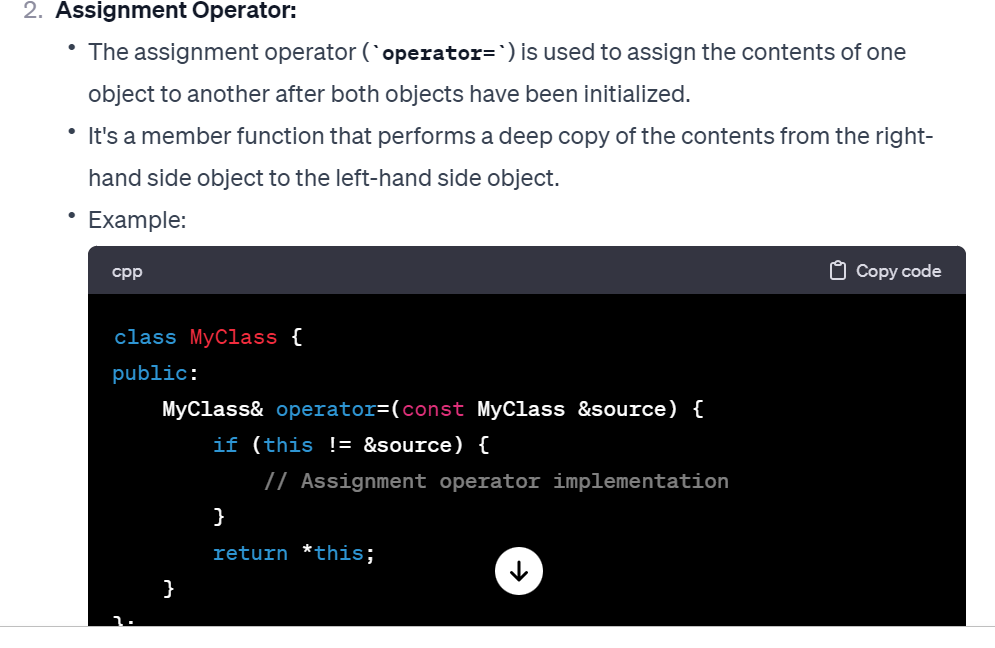 2. Assignment Operator:
• The assignment operator (`operator=`) is used to assign the contents of one
object to another after both objects have been initialized.
• It's a member function that performs a deep copy of the contents from the right-
hand side object to the left-hand side object.
• Example:
cpp Copy code
class MyClass {
public:
    MyClass& operator=(const MyClass &source) {
        if (this != &source) {
            // Assignment operator implementation
        }
        return *this;
    }
};